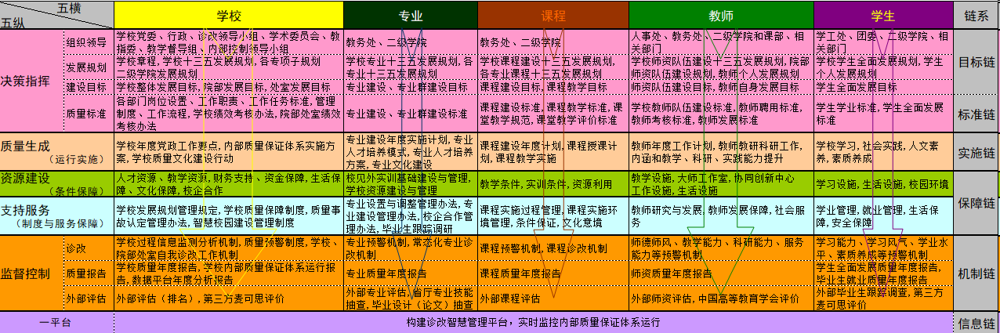 五横
五纵
学校
专业
课程
教师
学生
链系
决策指挥
组织领导
学校党委、行政、诊改领导小组、学术委员会、教
指委、教学督导组、内部控制领导小组
教务处、二级学院
教务处、二级学院
人事处、教务处、二级学院和课部、相
关部门
学工处、团委、二级学院、相
关部门
目标链
发展规划
学校章程,学校十三五发展规划,各专项子规划
二级学院发展规划
学校专业十三五发展规划,各
专业十三五发展规划
学校课程建设十三五发展规划,
各专业课程十三五发展规划
学校师资队伍建设十三五发展规划,院部
师资队伍建设规划,教师个人发展规划
学校学生全面发展规划,学生
个人发展规划
建设目标
学校整体发展目标,院部发展目标,处室发展目标
专业建设、专业群建设目标
课程建设目标,课程教学目标
师资队伍建设目标,教师自身发展目标
学生全面发展目标
质量标准
各部门岗位设置、工作职责、工作任务标准,管理
制度、工作流程,学校绩效考核办法,院部处室绩效
考核办法
专业建设、专业群建设标准
课程建设标准,课程教学标准,课
堂教学规范,课堂教学评价标准
学校教师队伍建设标准,教师聘用标准,
教师考核标准,教师发展标准
学生学业标准,学生全面发展
标准
标准链
质量生成
（运行实施）
学校年度党政工作要点,内部质量保证体系实施方
案,学校质量文化建设行动
专业建设年度实施计划,专业
人才培养模式,专业人才培养
方案,专业文化建设
课程建设年度计划,课程授课计
划,课程教学实施
教师年度工作计划,教师教研科研工作,
内涵和教学、科研、实践能力提升
学校学习,社会实践,人文素
养,素质养成
实施链
资源建设
（条件保障）
人才资源、教学资源,财务支持、资金保障,生活保
障、文化保障,校企合作
校见外实训基础建设与管理,
学校资源建设与管理
教学条件,实训条件,资源利用
教学设施,大师工作室,协同创新中心
工作设施,生活设施
学习设施,生活设施,校园环境
保障链
支持服务
（制度与服务保障）
学校发展规划管理规定,学校质量保障制度,质量事
故认定管理办法,智慧校园建设管理制度
专业设置与调整管理办法,专
业建设管理办法,校企合作管
理办法,毕业生跟踪调研
课程实施过程管理,课程实施环
境管理,条件保证,文化意境
教师研究与发展,教师发展保障,社会服
务
学业管理,就业管理,生活保
障,安全保障
监督控制
诊改
学校过程信息监测分析机制,质量预警制度,学校、
院部处室自我诊改工作机制
专业预警机制,常态化专业诊
改机制
课程预警机制,课程诊改机制
师德师风、教学能力、科研能力、服务
能力等预警机制
学习能力、学习风气、学业水
平、素质养成等预警机制
机制链
质量报告
学校质量年度报告,学校内部质量保证体系运行报
告,数据平台年度分析报告
专业质量年度报告
课程质量年度报告
师资质量年度报告
学生全面发展质量年度报告,
毕业生就业质量年度报告
外部评估
外部评估（排名）,第三方麦可思评价
外部专业评估,省厅专业技能
抽查,毕业设计（论文）抽查
外部课程评估
外部师资评估,中国高等教育学会评价
外部毕业生跟踪调查,第三方
麦可思评价
一平台
构建诊改智慧管理平台，实时监控内部质量保证体系运行
信息链